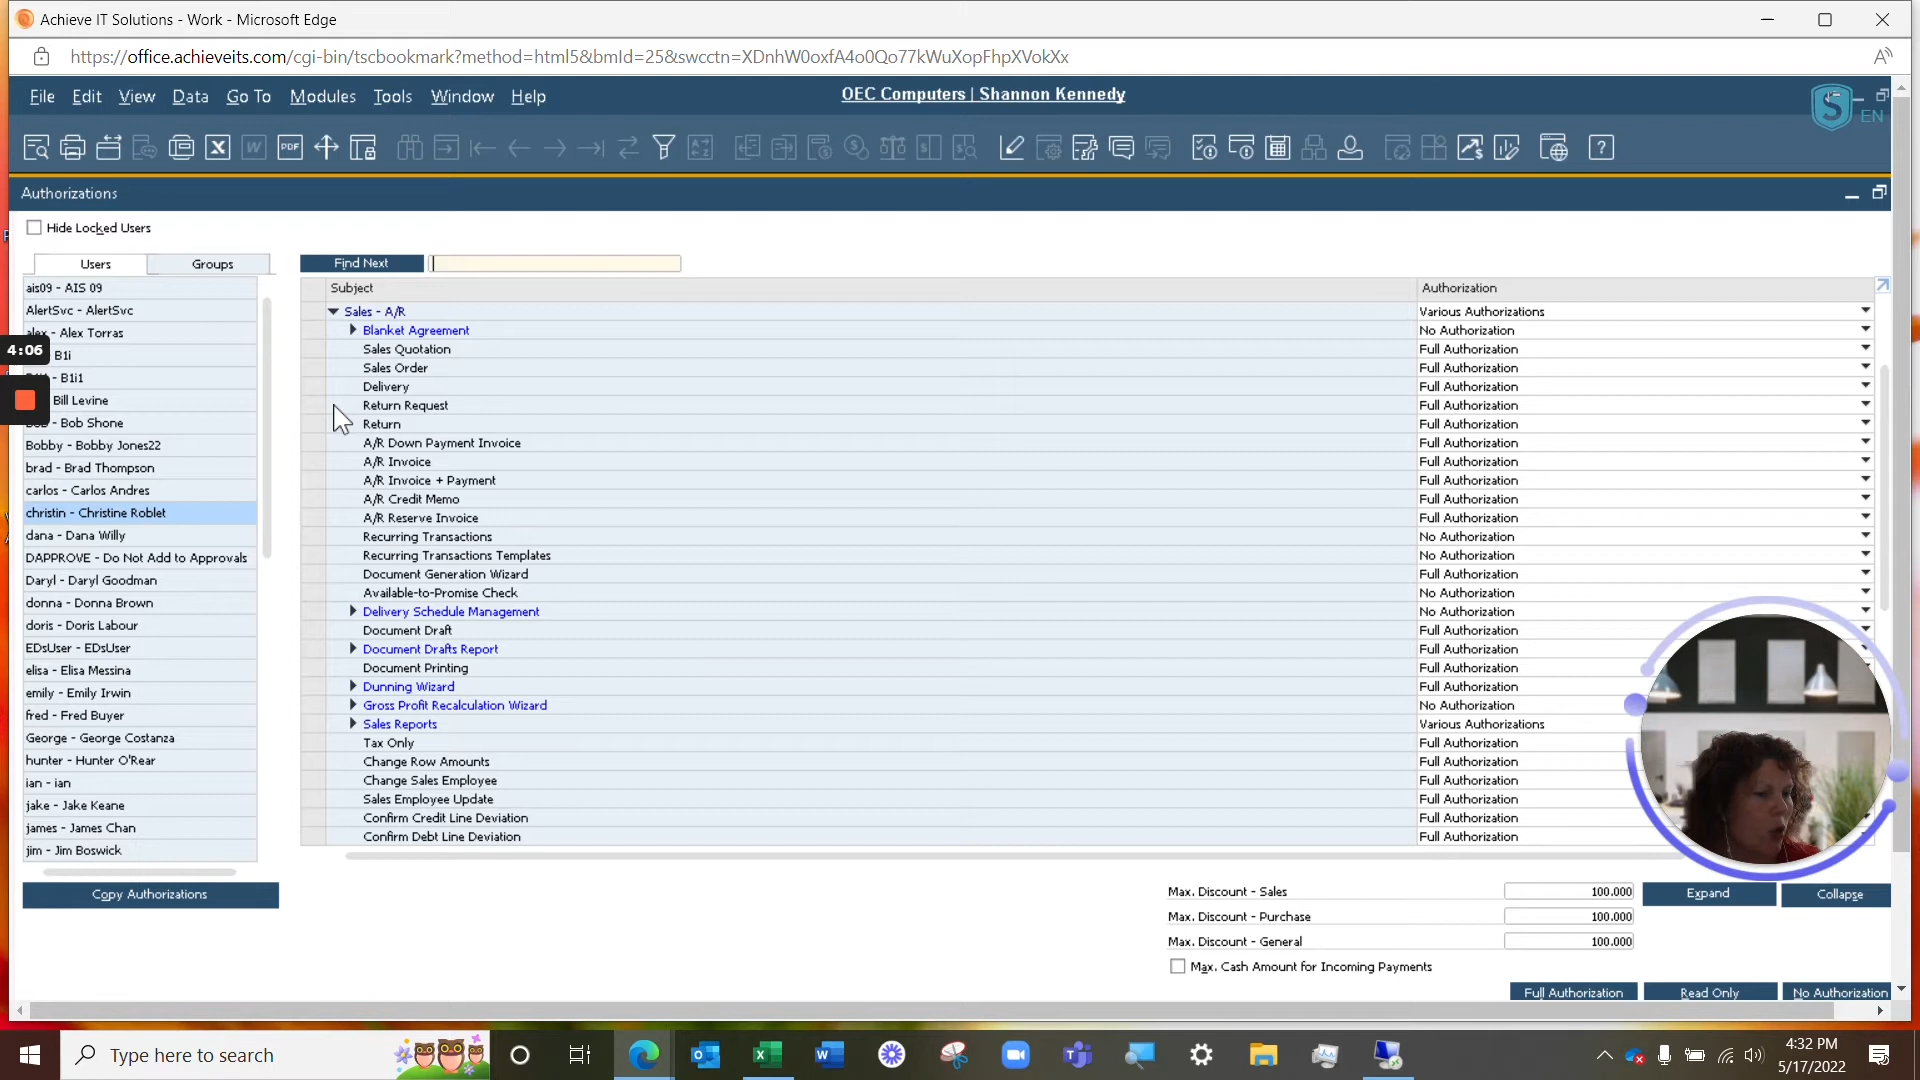 Achieve IT Solutions - Work - Microsoft Edge
https://office.achieveits.com/cgi-bin/tscbookmark?method=html5&bmId=25&swcctn=XDnhW0oxfA4o0Qo77kWuXopFhpXVokXx
File Edit View Data Go To Modules Tools Window Help
OEC Computers | Shannon Kennedy
EN
Authorizations
Hide Locked Users
Users Groups
Find Next
Subject Authorization
ais09 - AIS 09
AlertSvc - AlertSvc
alex - Alex Torras
B1i
- B1i1
Bill Levine
- Bob Shone
Bobby - Bobby Jones22
brad - Brad Thompson
carlos - Carlos Andres
christin - Christine Roblet
dana - Dana Willy
DAPPROVE - Do Not Add to Approvals
Daryl - Daryl Goodman
donna - Donna Brown
doris - Doris Labour
EDsUser - EDsUser
elisa - Elisa Messina
emily - Emily Irwin
fred - Fred Buyer
George - George Costanza
hunter - Hunter O'Rear
ian - ian
jake - Jake Keane
james - James Chan
jim - Jim Boswick
4:06
Sales - A/R Various Authorizations
Blanket Agreement No Authorization
Sales Quotation Full Authorization
Sales Order Full Authorization
Delivery Full Authorization
Return Request Full Authorization
Return Full Authorization
A/R Down Payment Invoice Full Authorization
A/R Invoice Full Authorization
A/R Invoice + Payment Full Authorization
A/R Credit Memo Full Authorization
A/R Reserve Invoice Full Authorization
Recurring Transactions No Authorization
Recurring Transactions Templates No Authorization
Document Generation Wizard Full Authorization
Available-to-Promise Check No Authorization
Delivery Schedule Management No Authorization
Document Draft Full Authorization
Document Drafts Report Full Authorization
Document Printing Full Authorization
Dunning Wizard Full Authorization
Gross Profit Recalculation Wizard No Authorization
Sales Reports Various Authorizations
Tax Only Full Authorization
Change Row Amounts Full Authorization
Change Sales Employee Full Authorization
Sales Employee Update Full Authorization
Confirm Credit Line Deviation Full Authorization
Confirm Debt Line Deviation Full Authorization
Copy Authorizations
Max. Discount - Sales 100.000
Max. Discount - Purchase 100.000
Max. Discount - General 100.000
Max. Cash Amount for Incoming Payments
Expand Collapse
Full Authorization Read Only No Authorization
Type here to search
4:32 PM
5/17/2022